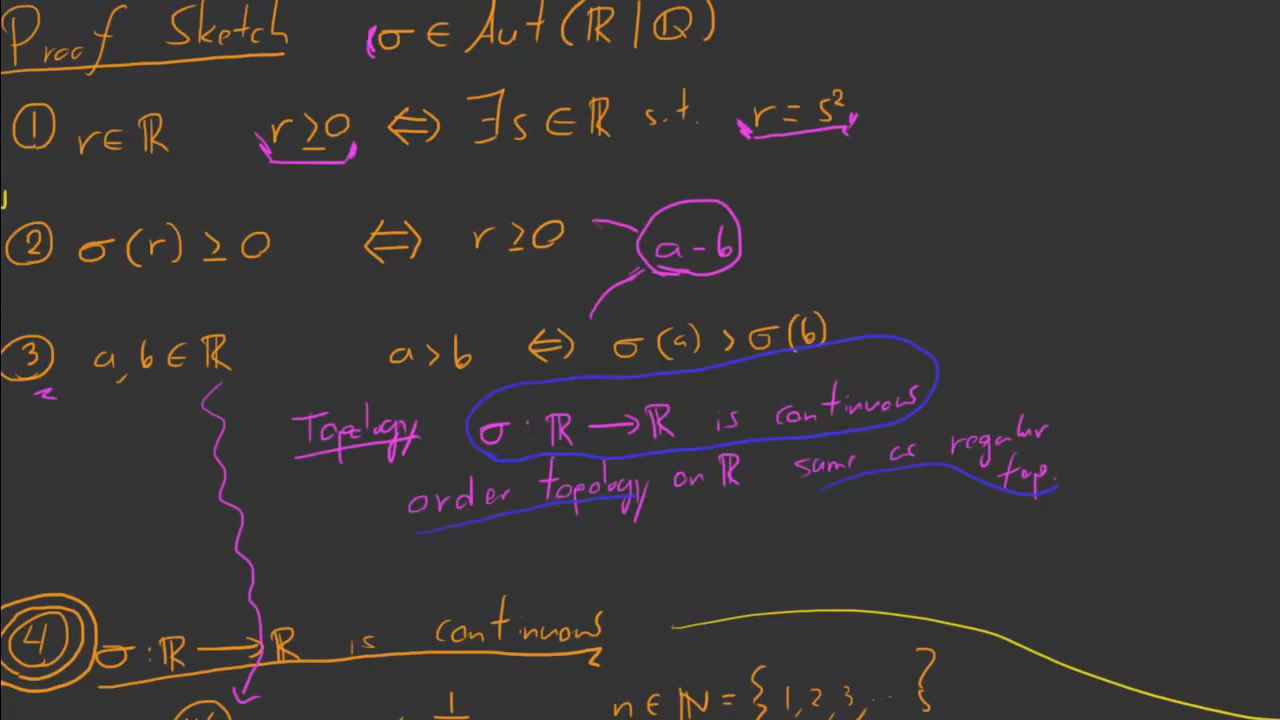 Proof Sketch σ ∈ Aut(ℝ|ℚ)
① r∈ℝ r≥0 ⇔ ∃s∈ℝ s.t. r=s²
② σ(r)≥0 ⇔ r≥0 a-b
③ a,b∈ℝ a>b ⇔ σ(a)>σ(b)
Topology σ:ℝ→ℝ is continuous
order topology on ℝ same as regular
top.
④ σ:ℝ→ℝ is continuous
1
n∈ℕ={1,2,3,...}